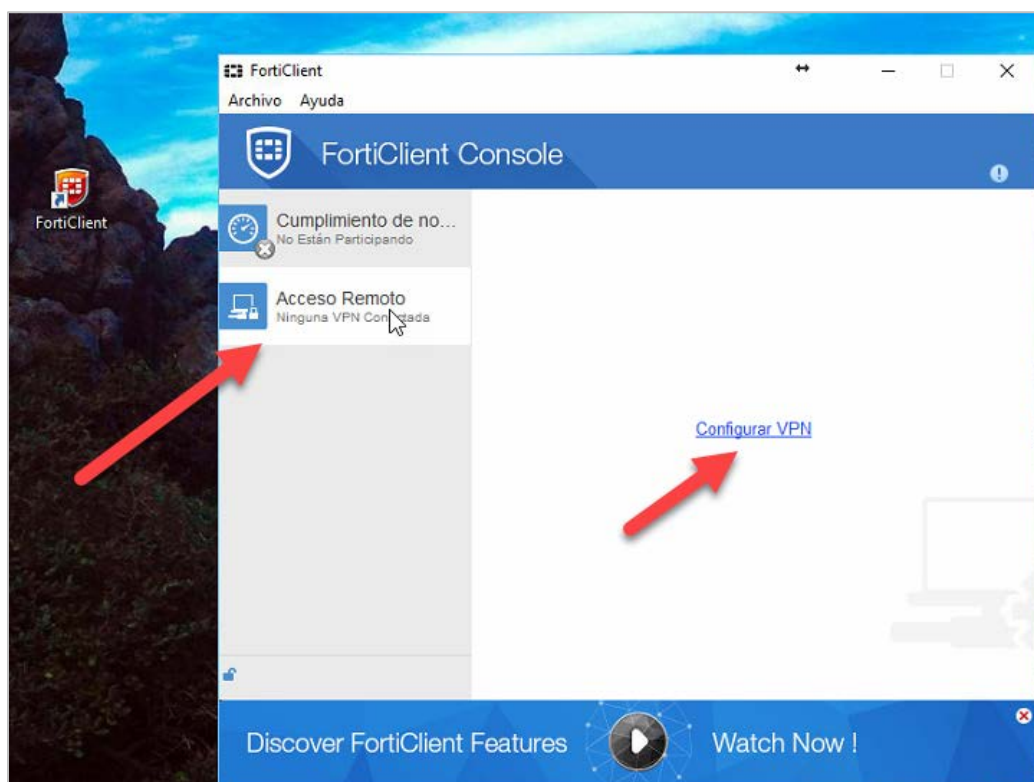 FortiClient
Archivo Ayuda
FortiClient Console
FortiClient
Cumplimiento de no...
No Están Participando
Acceso Remoto
Ninguna VPN Conectada
Configurar VPN
Discover FortiClient Features Watch Now !